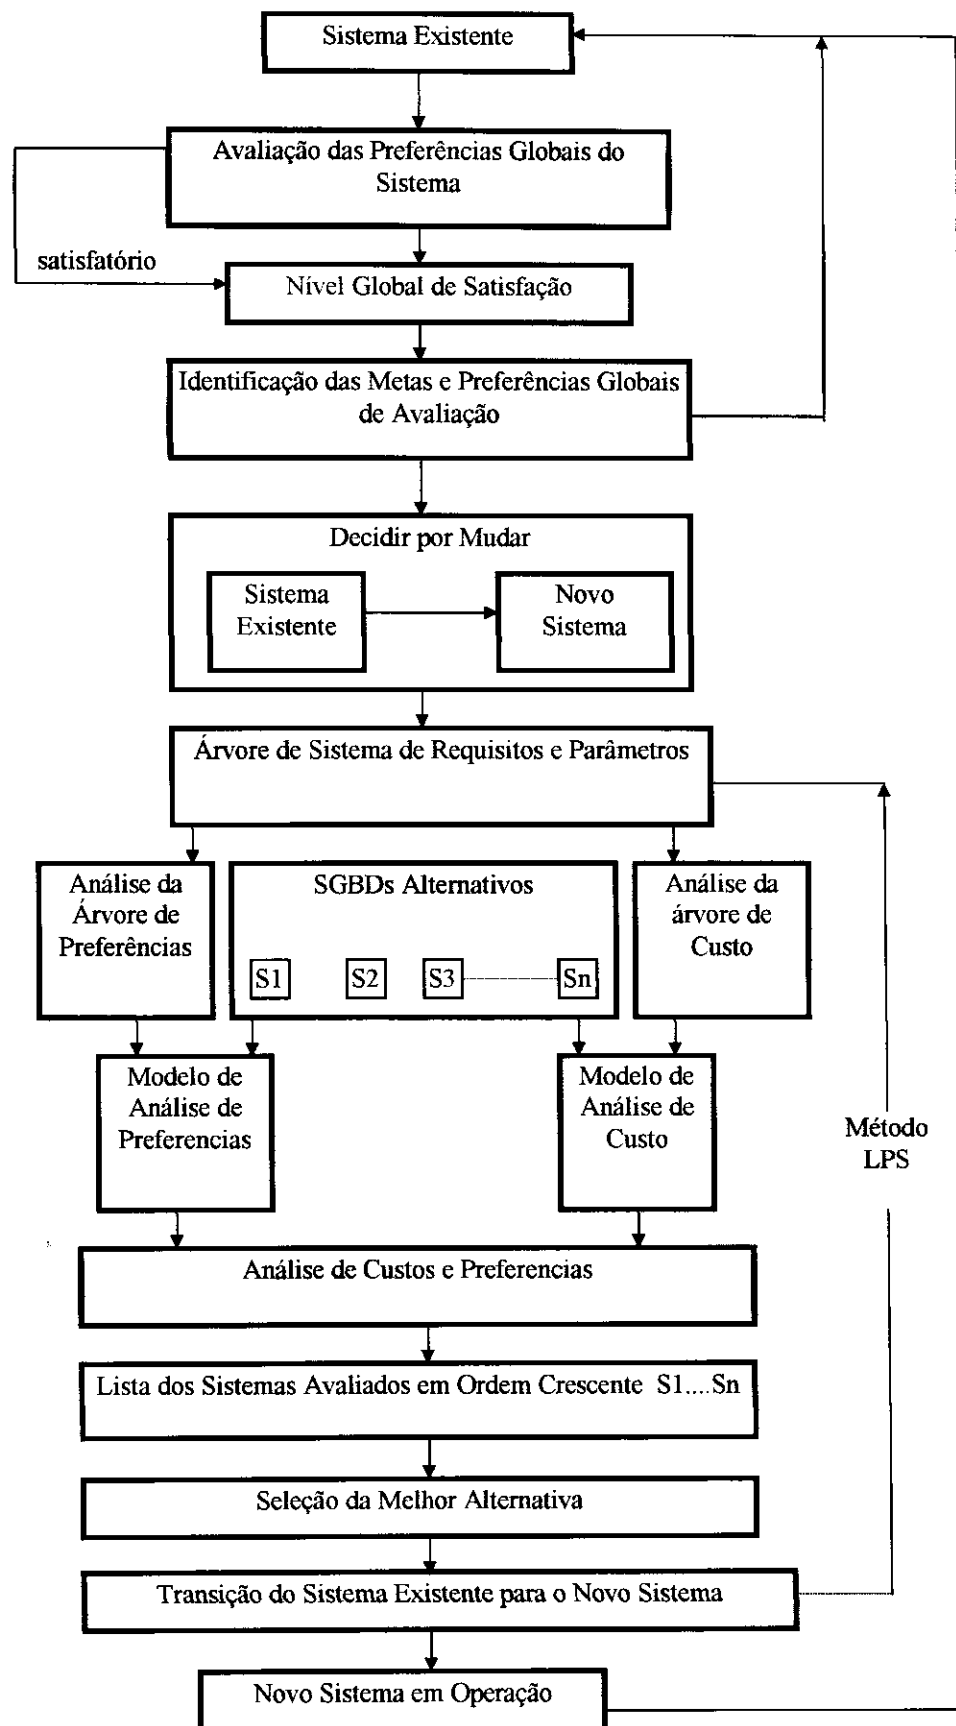 Sistema Existente
Avaliação das Preferências Globais do
Sistema
satisfatório
Nível Global de Satisfação
Identificação das Metas e Preferências Globais
de Avaliação
Decidir por Mudar
Sistema
Existente
Novo
Sistema
Árvore de Sistema de Requisitos e Parâmetros
Análise da
Árvore de
Preferências
SGBDs Alternativos
S1 S2 S3 Sn
Análise da
árvore de
Custo
Modelo de
Análise de
Preferencias
Modelo de
Análise de
Custo
Método
LPS
Análise de Custos e Preferencias
Lista dos Sistemas Avaliados em Ordem Crescente S1....Sn
Seleção da Melhor Alternativa
Transição do Sistema Existente para o Novo Sistema
Novo Sistema em Operação